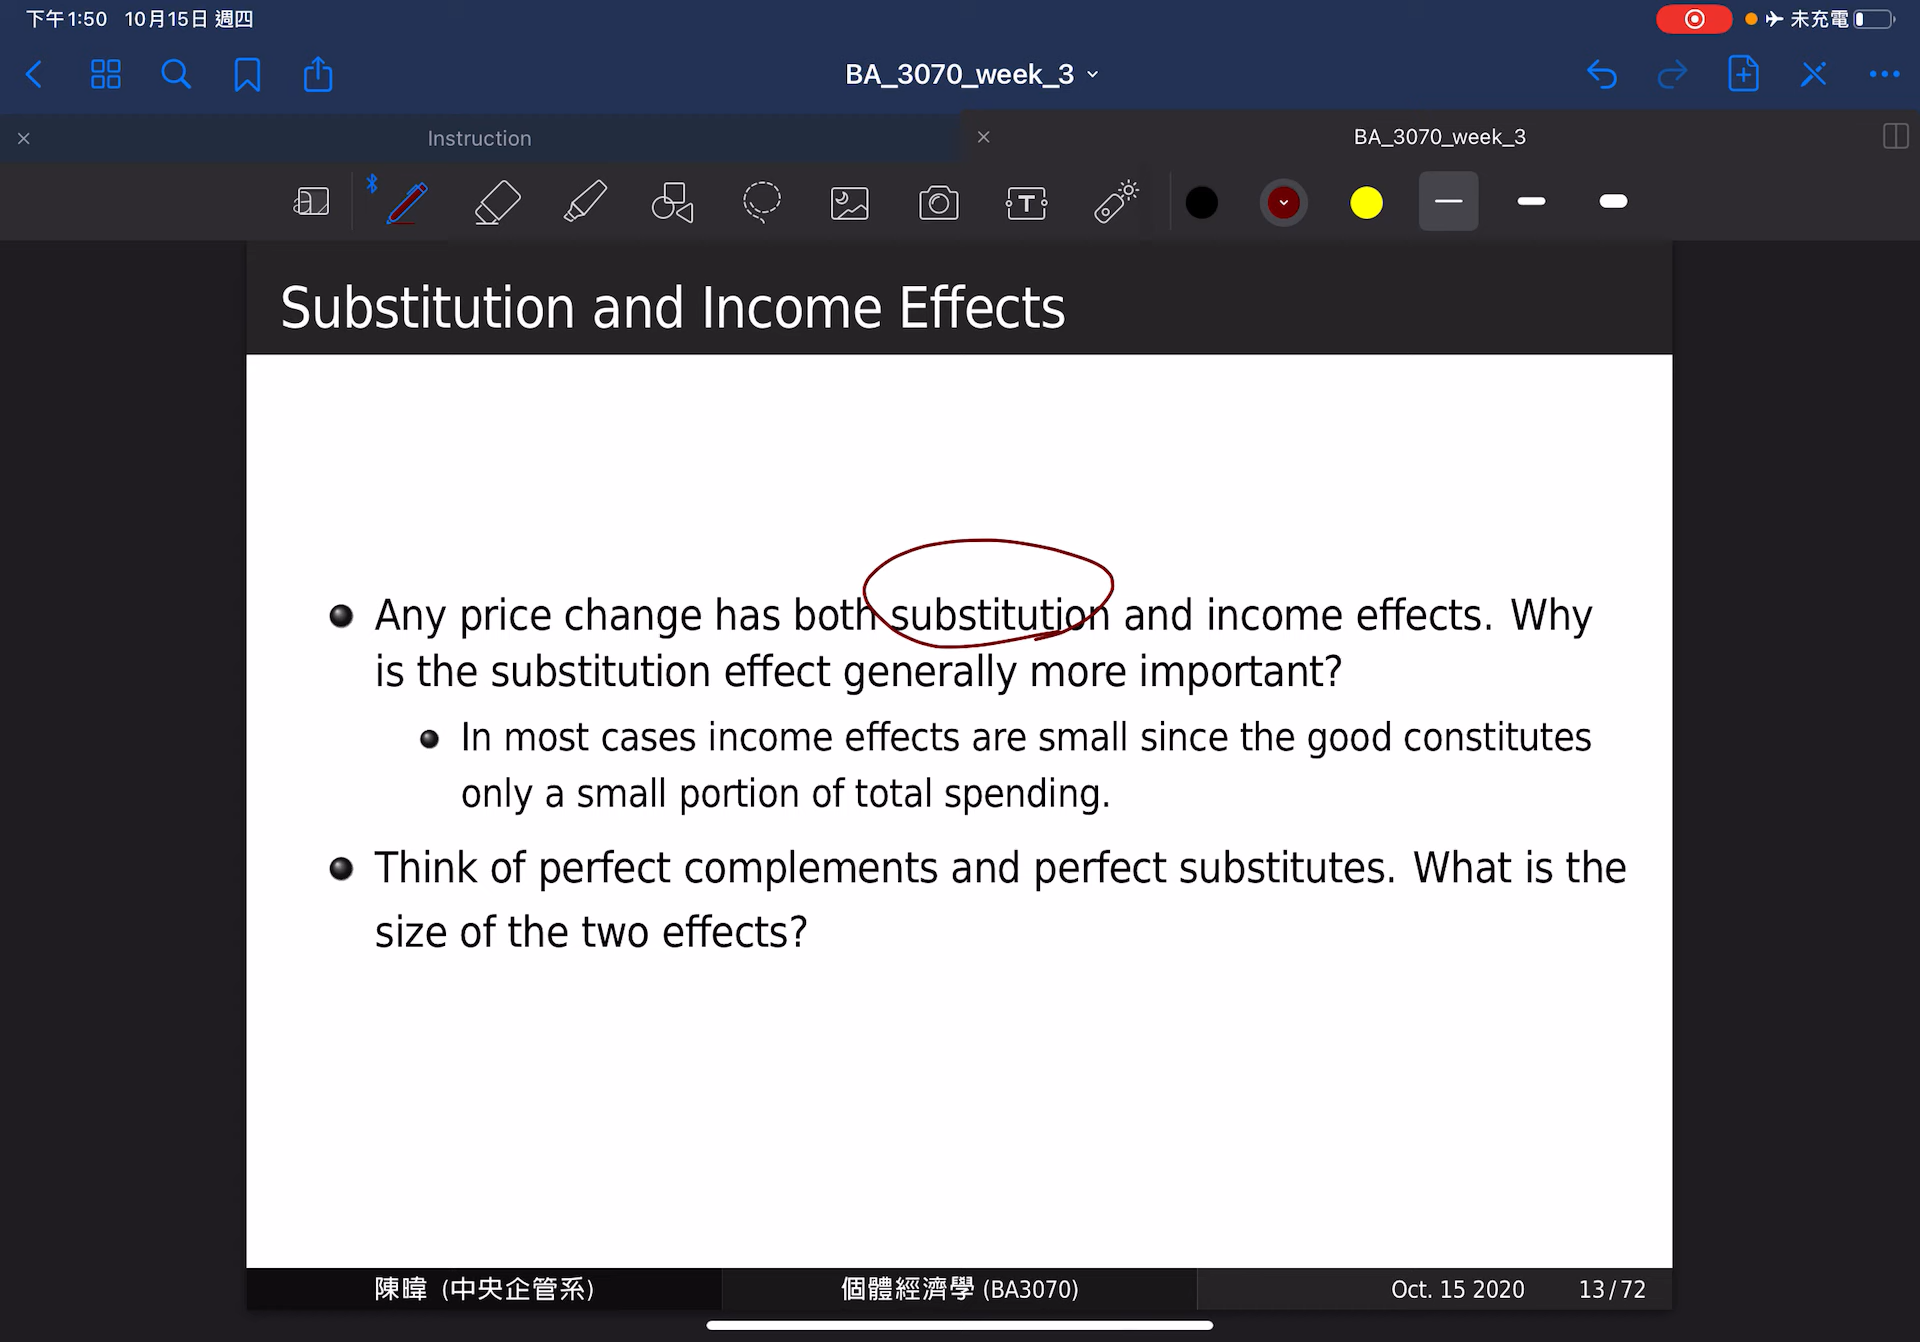 下午1:50 10月15日 週四
未充電
BA_3070_week_3
Instruction
BA_3070_week_3
Substitution and Income Effects
Any price change has both substitution and income effects. Why
is the substitution effect generally more important?
In most cases income effects are small since the good constitutes
only a small portion of total spending.
Think of perfect complements and perfect substitutes. What is the
size of the two effects?
陳暐 (中央企管系) 個體經濟學 (BA3070) Oct. 15 2020 13/72